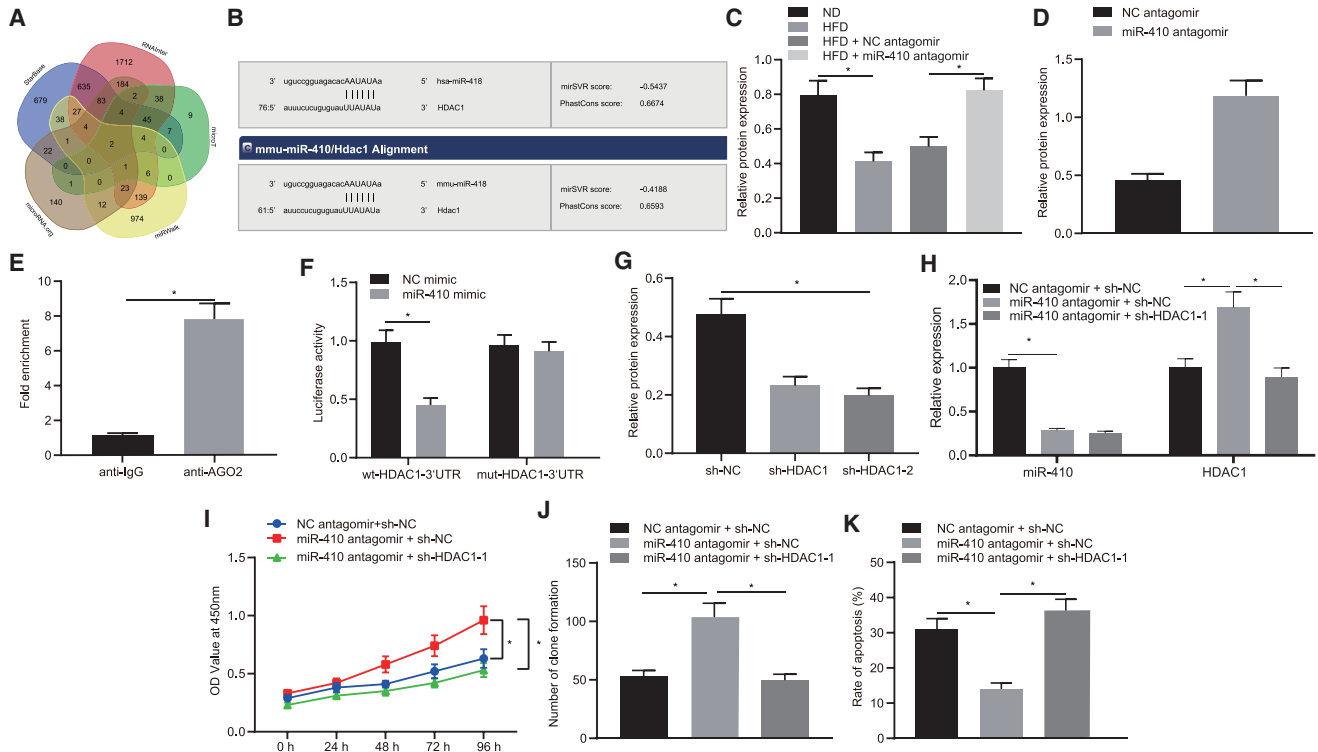 A
StarBase
RNAInter
microT
miRWalk
microRNA.org
1712
679
635
184
2
38
9
83
4
45
7
27
38
4
4
0
1
2
22
0
0
1
6
1
0
23
139
140
12
974
B
3' uguccgguagacacAAUAUAa 5' hsa-miR-418
76:5' auuucucuguguauUUAUAUa 3' HDAC1
mirSVR score: -0.5437
PhastCons score: 0.6674
C mmu-miR-410/Hdac1 Alignment
3' uguccgguagacacAAUAUAa 5' mmu-miR-418
61:5' auuuccuguguauUUAUAUa 3' Hdac1
mirSVR score: -0.4188
PhastCons score: 0.6593
C
ND
HFD
HFD + NC antagomir
HFD + miR-410 antagomir
Relative protein expression
1.0
0.8
0.6
0.4
0.2
0.0
*
*
D
NC antagomir
miR-410 antagomir
Relative protein expression
1.5
1.0
0.5
0.0
E
Fold enrichment
10
8
6
4
2
0
*
anti-IgG
anti-AGO2
F
NC mimic
miR-410 mimic
Luciferase activity
1.5
1.0
0.5
0.0
*
wt-HDAC1-3'UTR
mut-HDAC1-3'UTR
G
Relative protein expression
0.6
0.4
0.2
0.0
*
sh-NC
sh-HDAC1
sh-HDAC1-2
H
NC antagomir + sh-NC
miR-410 antagomir + sh-NC
miR-410 antagomir + sh-HDAC1-1
Relative expression
2.0
1.5
1.0
0.5
0.0
*
*
*
miR-410
HDAC1
I
NC antagomir+sh-NC
miR-410 antagomir + sh-NC
miR-410 antagomir + sh-HDAC1-1
OD Value at 450nm
1.5
1.0
0.5
0.0
*
*
0 h
24 h
48 h
72 h
96 h
J
NC antagomir + sh-NC
miR-410 antagomir + sh-NC
miR-410 antagomir + sh-HDAC1-1
Number of clone formation
150
100
50
0
*
*
K
NC antagomir + sh-NC
miR-410 antagomir + sh-NC
miR-410 antagomir + sh-HDAC1-1
Rate of apoptosis (%)
50
40
30
20
10
0
*
*